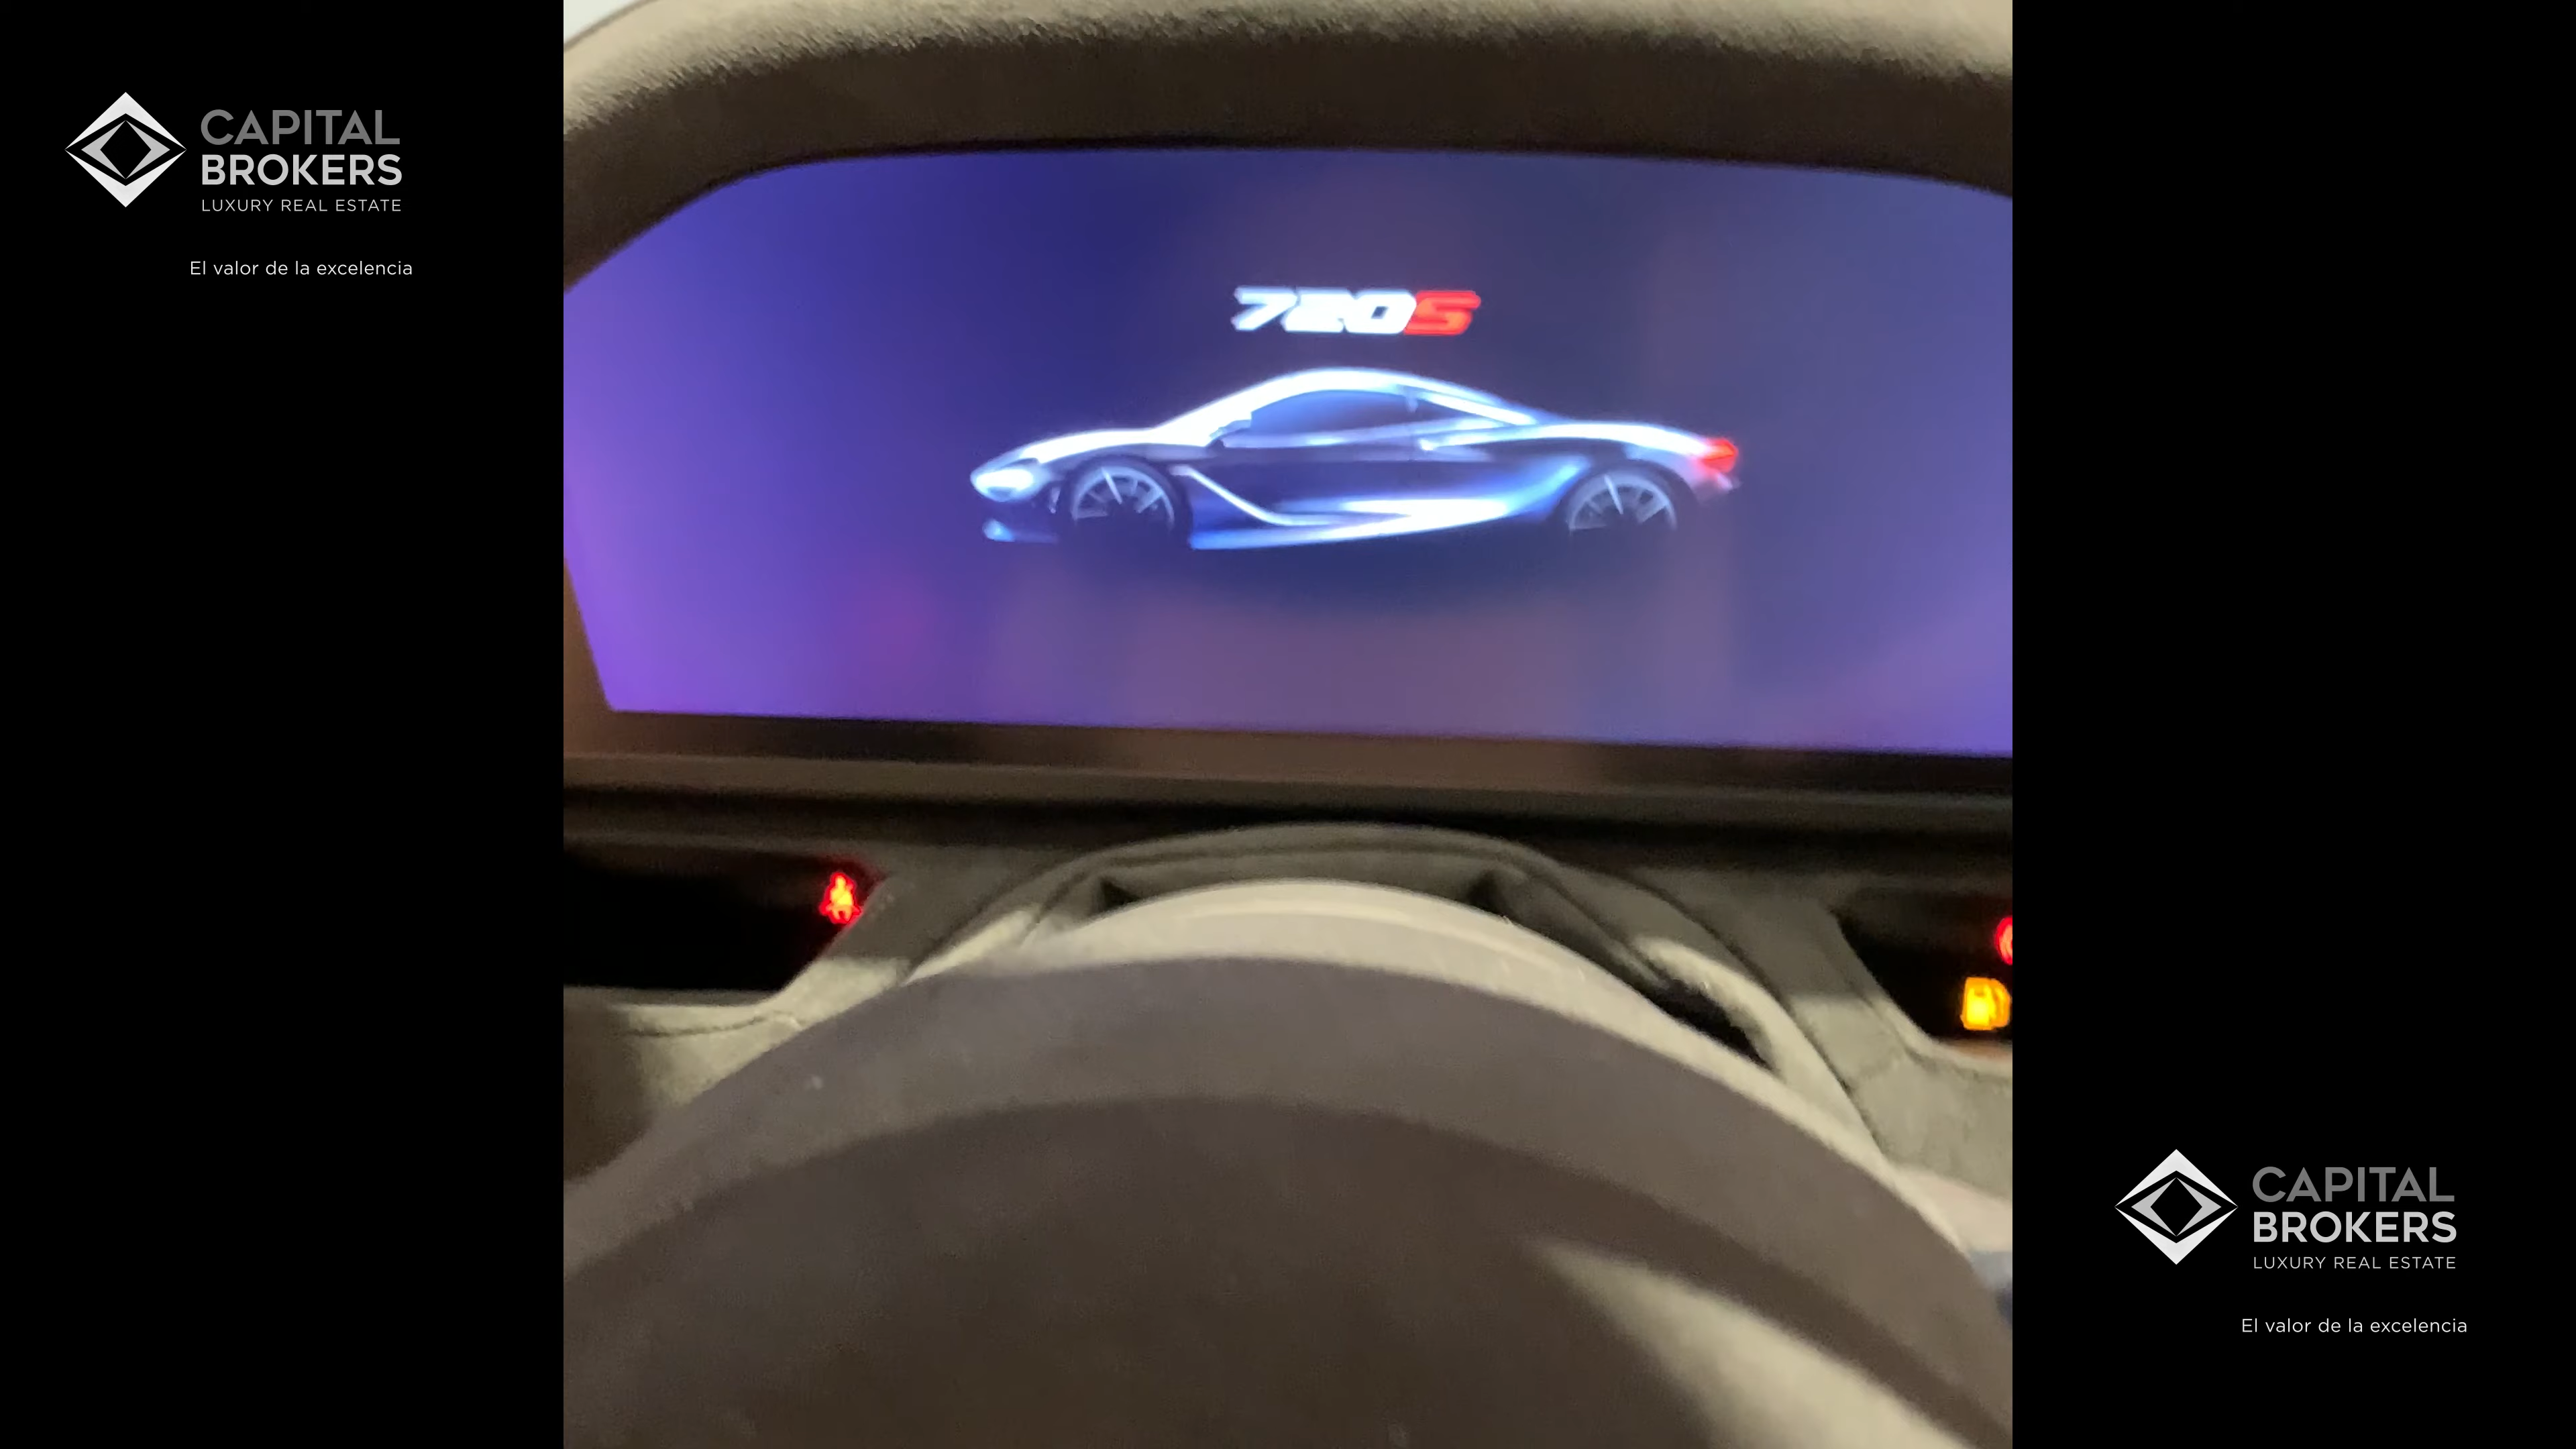 CAPITAL
BROKERS
LUXURY REAL ESTATE
El valor de la excelencia
720S
CAPITAL
BROKERS
LUXURY REAL ESTATE
El valor de la excelencia